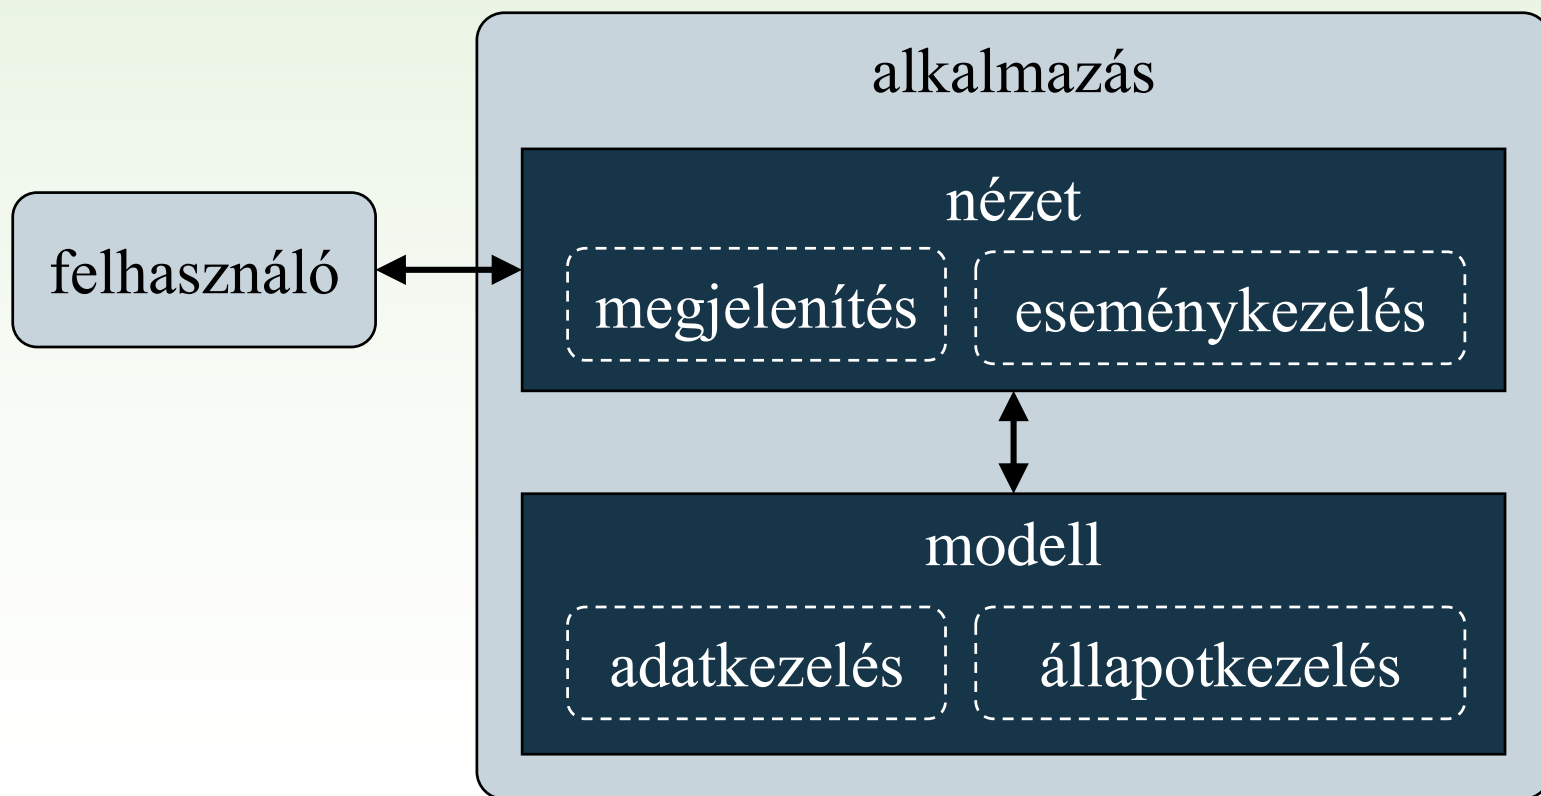 alkalmazás
nézet
felhasználó
megjelenítés
eseménykezelés
modell
adatkezelés
állapotkezelés